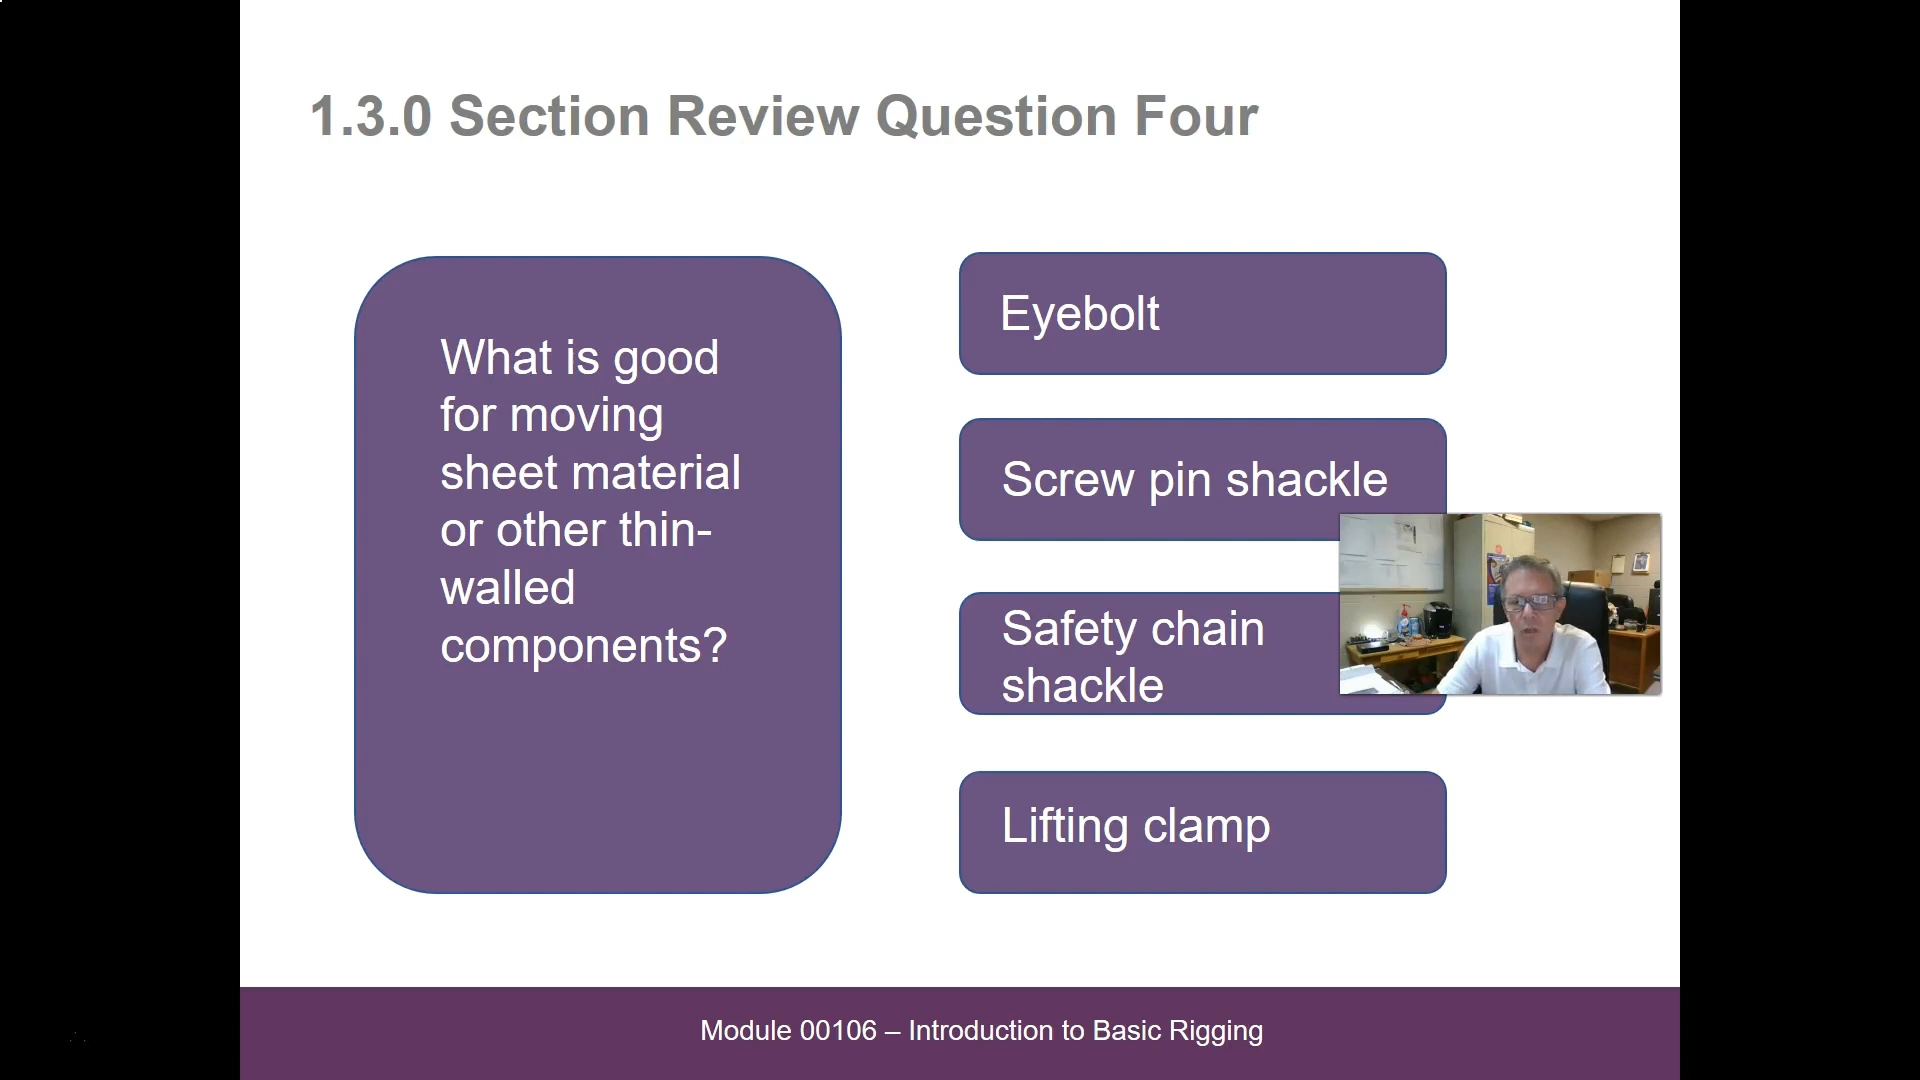 1.3.0 Section Review Question Four
What is good
for moving
sheet material
or other thin-
walled
components?
Eyebolt
Screw pin shackle
Safety chain
shackle
Lifting clamp
Module 00106 – Introduction to Basic Rigging